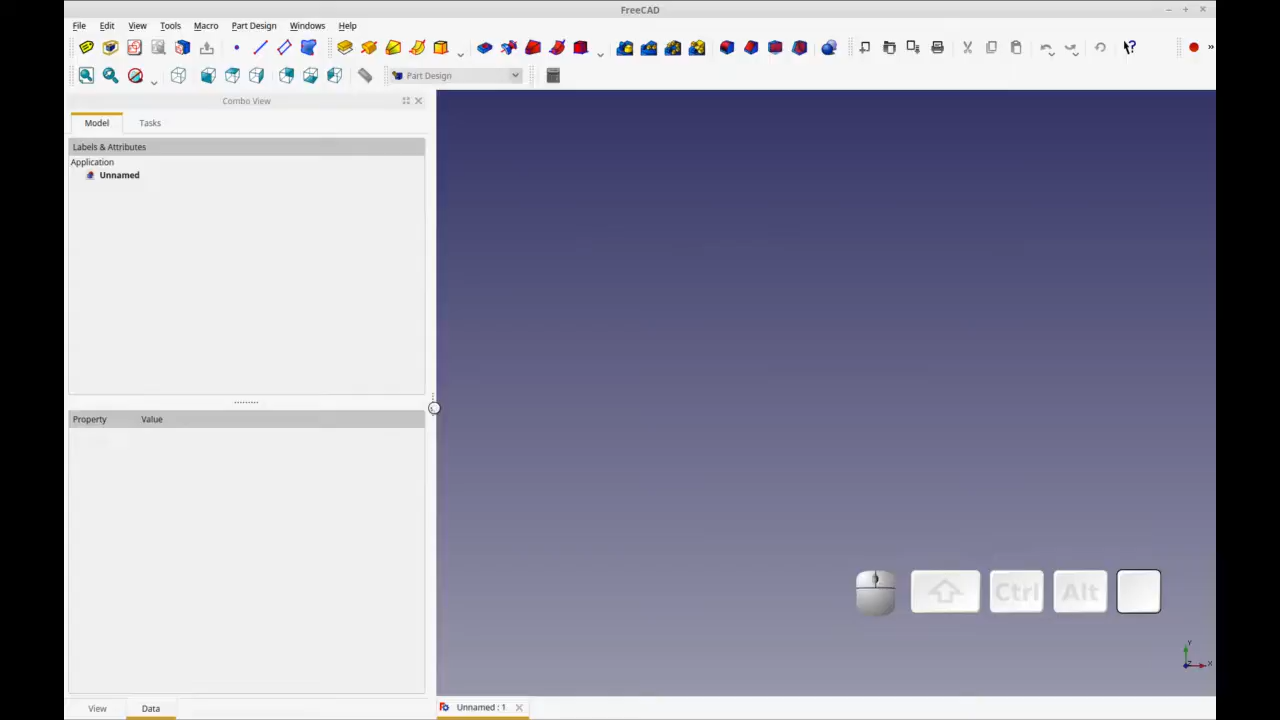 FreeCAD
File Edit View Tools Macro Part Design Windows Help
Part Design
Combo View
Model Tasks
Labels & Attributes
Application
Unnamed
Property Value
Ctrl Alt
Y
X
Z
View Data
Unnamed : 1